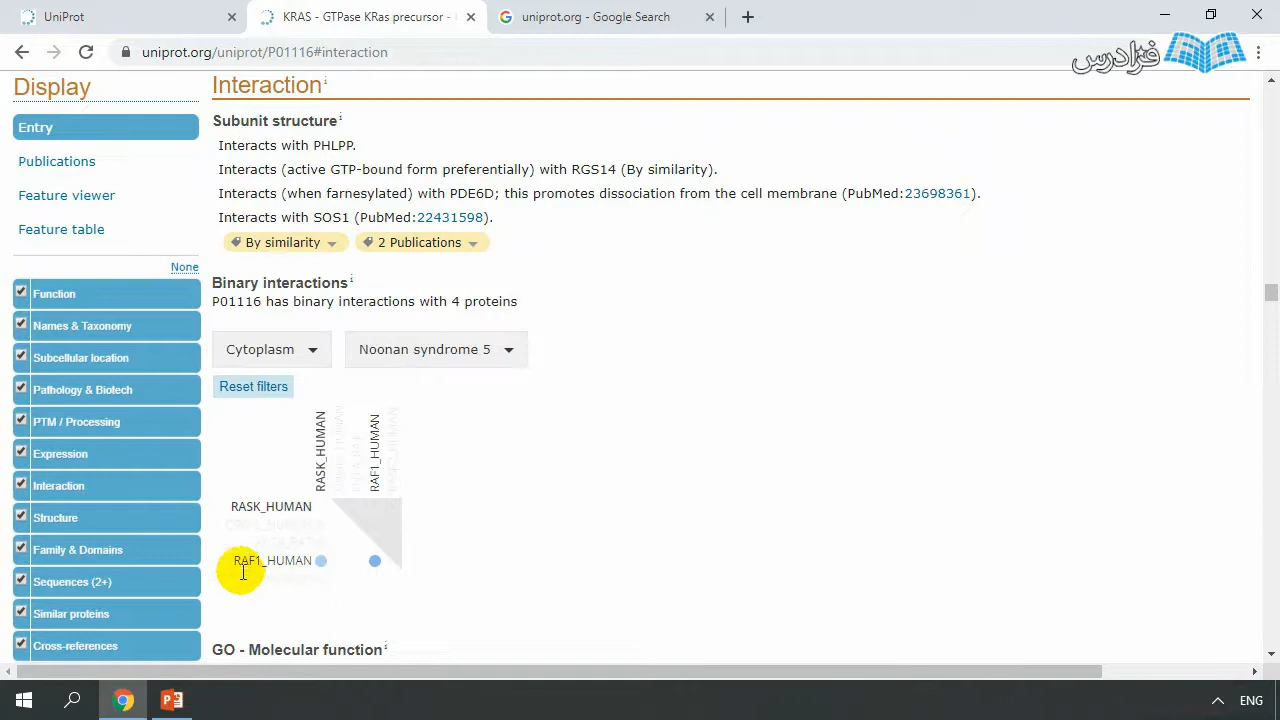 UniProt
KRAS - GTPase KRas precursor -
uniprot.org - Google Search
uniprot.org/uniprot/P01116#interaction
فرادرس
Display
Entry
Publications
Feature viewer
Feature table
None
Function
Names & Taxonomy
Subcellular location
Pathology & Biotech
PTM / Processing
Expression
Interaction
Structure
Family & Domains
Sequences (2+)
Similar proteins
Cross-references
Interaction i
Subunit structure i
Interacts with PHLPP.
Interacts (active GTP-bound form preferentially) with RGS14 (By similarity).
Interacts (when farnesylated) with PDE6D; this promotes dissociation from the cell membrane (PubMed:23698361).
Interacts with SOS1 (PubMed:22431598).
By similarity 2 Publications
Binary interactions i
P01116 has binary interactions with 4 proteins
Cytoplasm Noonan syndrome 5
Reset filters
RASK_HUMAN
RAF1_HUMAN
RASK_HUMAN
RAF1_HUMAN
GO - Molecular function i
ENG